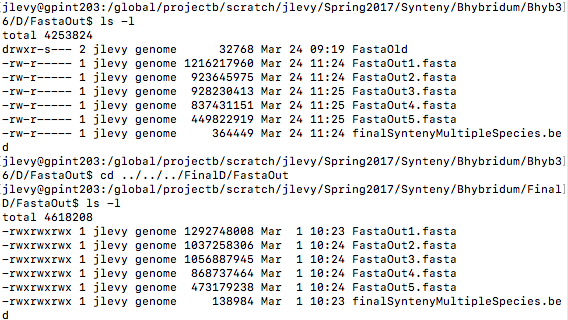 [jlevy@gpint203:/global/projectb/scratch/jlevy/Spring2017/Synteny/Bhybridum/Bhyb3]
6/D/FastaOut$ ls -l
total 4253824
drwxr-s--- 2 jlevy genome      32768 Mar 24 09:19 FastaOld
-rw-r----- 1 jlevy genome 1216217960 Mar 24 11:24 FastaOut1.fasta
-rw-r----- 1 jlevy genome  923645975 Mar 24 11:24 FastaOut2.fasta
-rw-r----- 1 jlevy genome  928230413 Mar 24 11:25 FastaOut3.fasta
-rw-r----- 1 jlevy genome  837431151 Mar 24 11:25 FastaOut4.fasta
-rw-r----- 1 jlevy genome  449822919 Mar 24 11:25 FastaOut5.fasta
-rw-r----- 1 jlevy genome     364449 Mar 24 11:24 finalSyntenyMultipleSpecies.be
d
[jlevy@gpint203:/global/projectb/scratch/jlevy/Spring2017/Synteny/Bhybridum/Bhyb3]
6/D/FastaOut$ cd ../../../FinalD/FastaOut
[jlevy@gpint203:/global/projectb/scratch/jlevy/Spring2017/Synteny/Bhybridum/Final]
D/FastaOut$ ls -l
total 4618208
-rwxrwxrwx 1 jlevy genome 1292748008 Mar  1 10:23 FastaOut1.fasta
-rwxrwxrwx 1 jlevy genome 1037258306 Mar  1 10:24 FastaOut2.fasta
-rwxrwxrwx 1 jlevy genome 1056887945 Mar  1 10:24 FastaOut3.fasta
-rwxrwxrwx 1 jlevy genome  868737464 Mar  1 10:24 FastaOut4.fasta
-rwxrwxrwx 1 jlevy genome  473179238 Mar  1 10:24 FastaOut5.fasta
-rwxrwxrwx 1 jlevy genome     138984 Mar  1 10:23 finalSyntenyMultipleSpecies.be
d